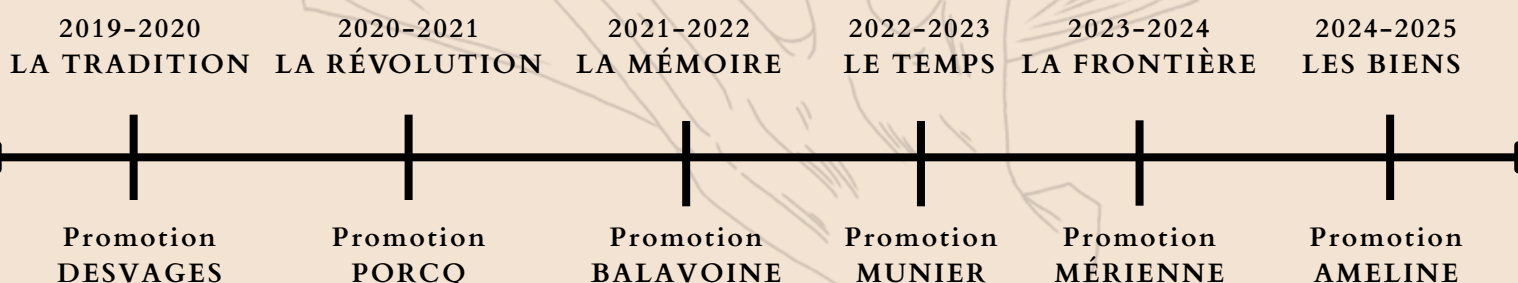 2019-2020
LA TRADITION
2020-2021
LA RÉVOLUTION
2021-2022
LA MÉMOIRE
2022-2023
LE TEMPS
2023-2024
LA FRONTIÈRE
2024-2025
LES BIENS
Promotion
DESVAGES
Promotion
PORCQ
Promotion
BALAVOINE
Promotion
MUNIER
Promotion
MÉRIENNE
Promotion
AMELINE